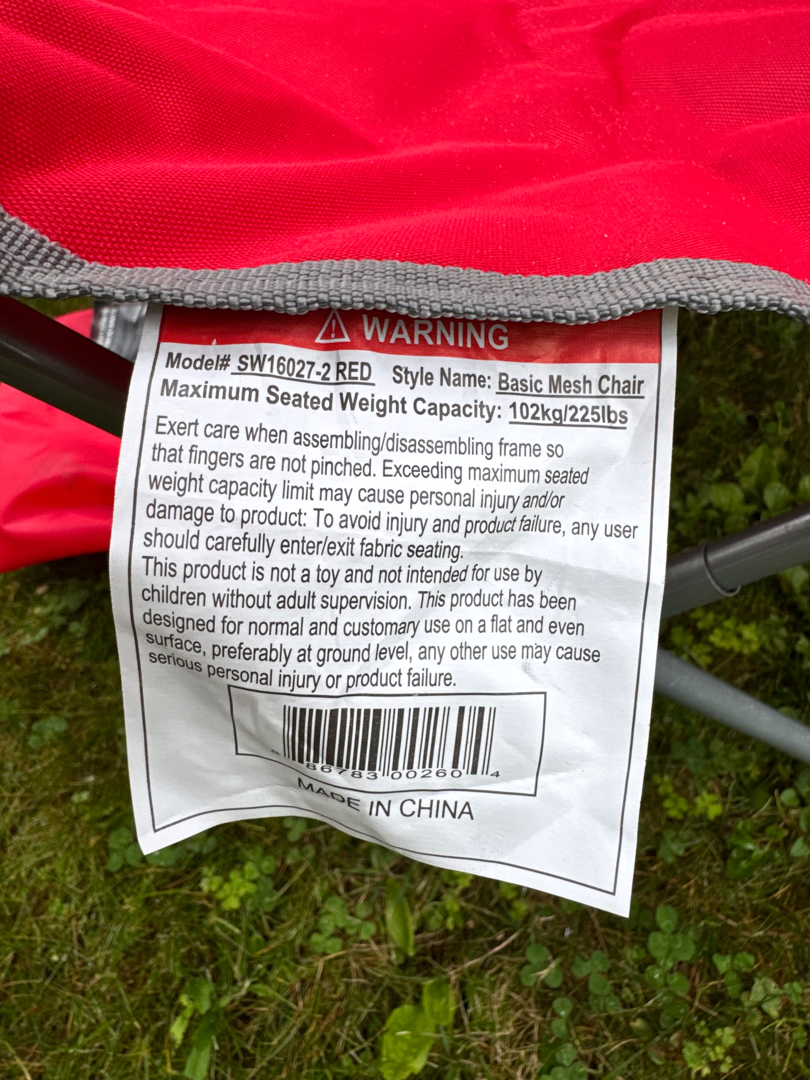 WARNING
Model# SW16027-2 RED Style Name: Basic Mesh Chair
Maximum Seated Weight Capacity: 102kg/225lbs
Exert care when assembling/disassembling frame so
that fingers are not pinched. Exceeding maximum seated
weight capacity limit may cause personal injury and/or
damage to product: To avoid injury and product failure, any user
should carefully enter/exit fabric seating.
This product is not a toy and not intended for use by
children without adult supervision. This product has been
designed for normal and customary use on a flat and even
surface, preferably at ground level, any other use may cause
serious personal injury or product failure.
86783 00260 4
MADE IN CHINA